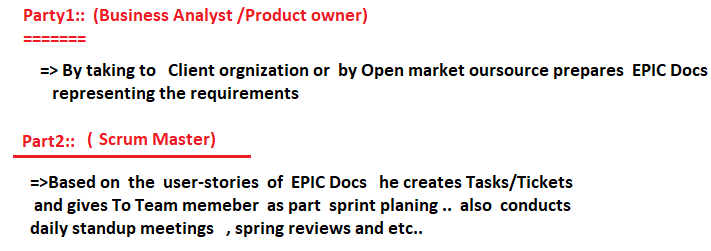 Party1:: (Business Analyst /Product owner)
=======
=> By taking to Client orgnization or by Open market oursource prepares EPIC Docs
representing the requirements
Part2:: ( Scrum Master)
=>Based on the user-stories of EPIC Docs he creates Tasks/Tickets
and gives To Team memeber as part sprint planing .. also conducts
daily standup meetings , spring reviews and etc..